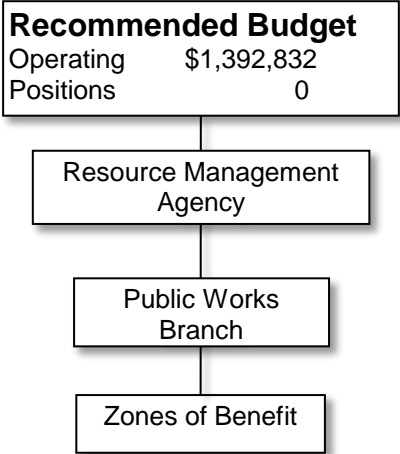 Recommended Budget
Operating $1,392,832
Positions 0
Resource Management
Agency
Public Works
Branch
Zones of Benefit